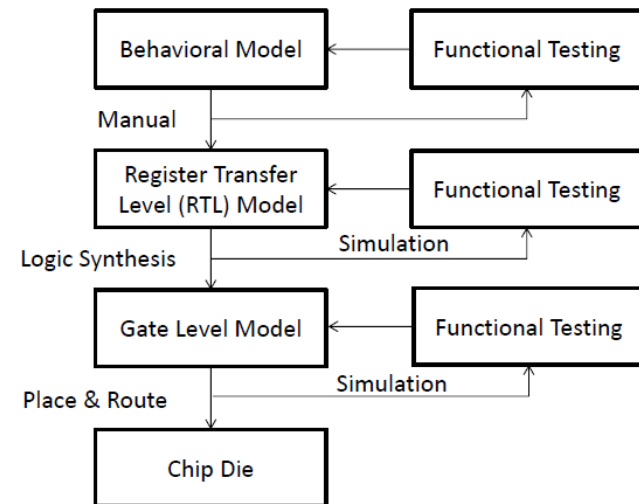 Behavioral Model
Functional Testing
Manual
Register Transfer
Level (RTL) Model
Functional Testing
Simulation
Logic Synthesis
Gate Level Model
Functional Testing
Simulation
Place & Route
Chip Die